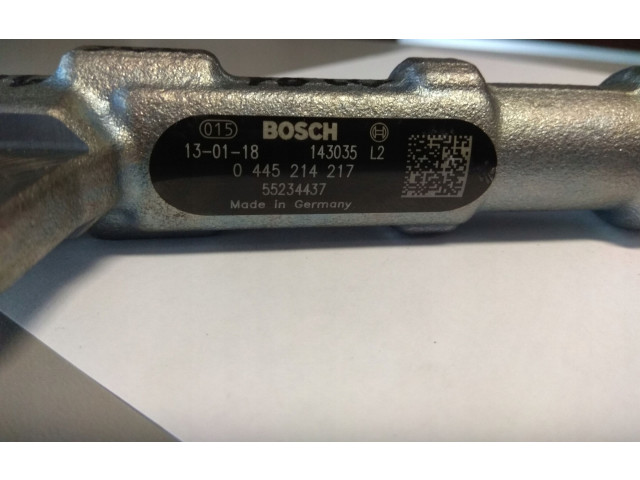 015 BOSCH
13-01-18 143035 L2
0 445 214 217
55234437
Made in Germany